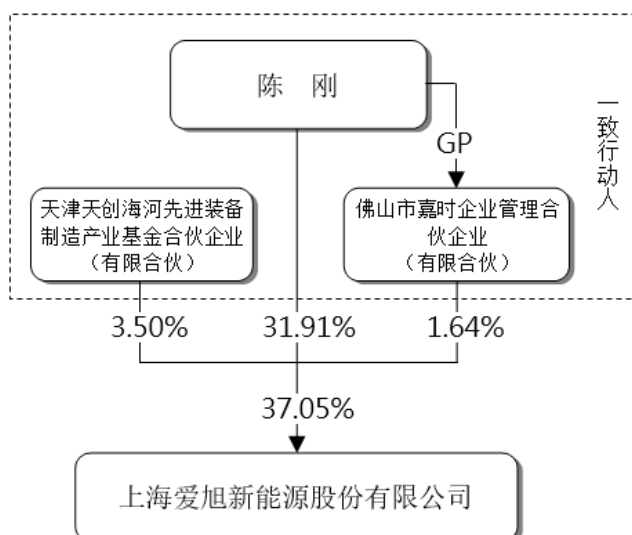 陈 刚
一致行动人
GP
天津天创海河先进装备
制造产业基金合伙企业
（有限合伙）
佛山市嘉时企业管理合
伙企业
（有限合伙）
3.50%
31.91%
1.64%
37.05%
上海爱旭新能源股份有限公司